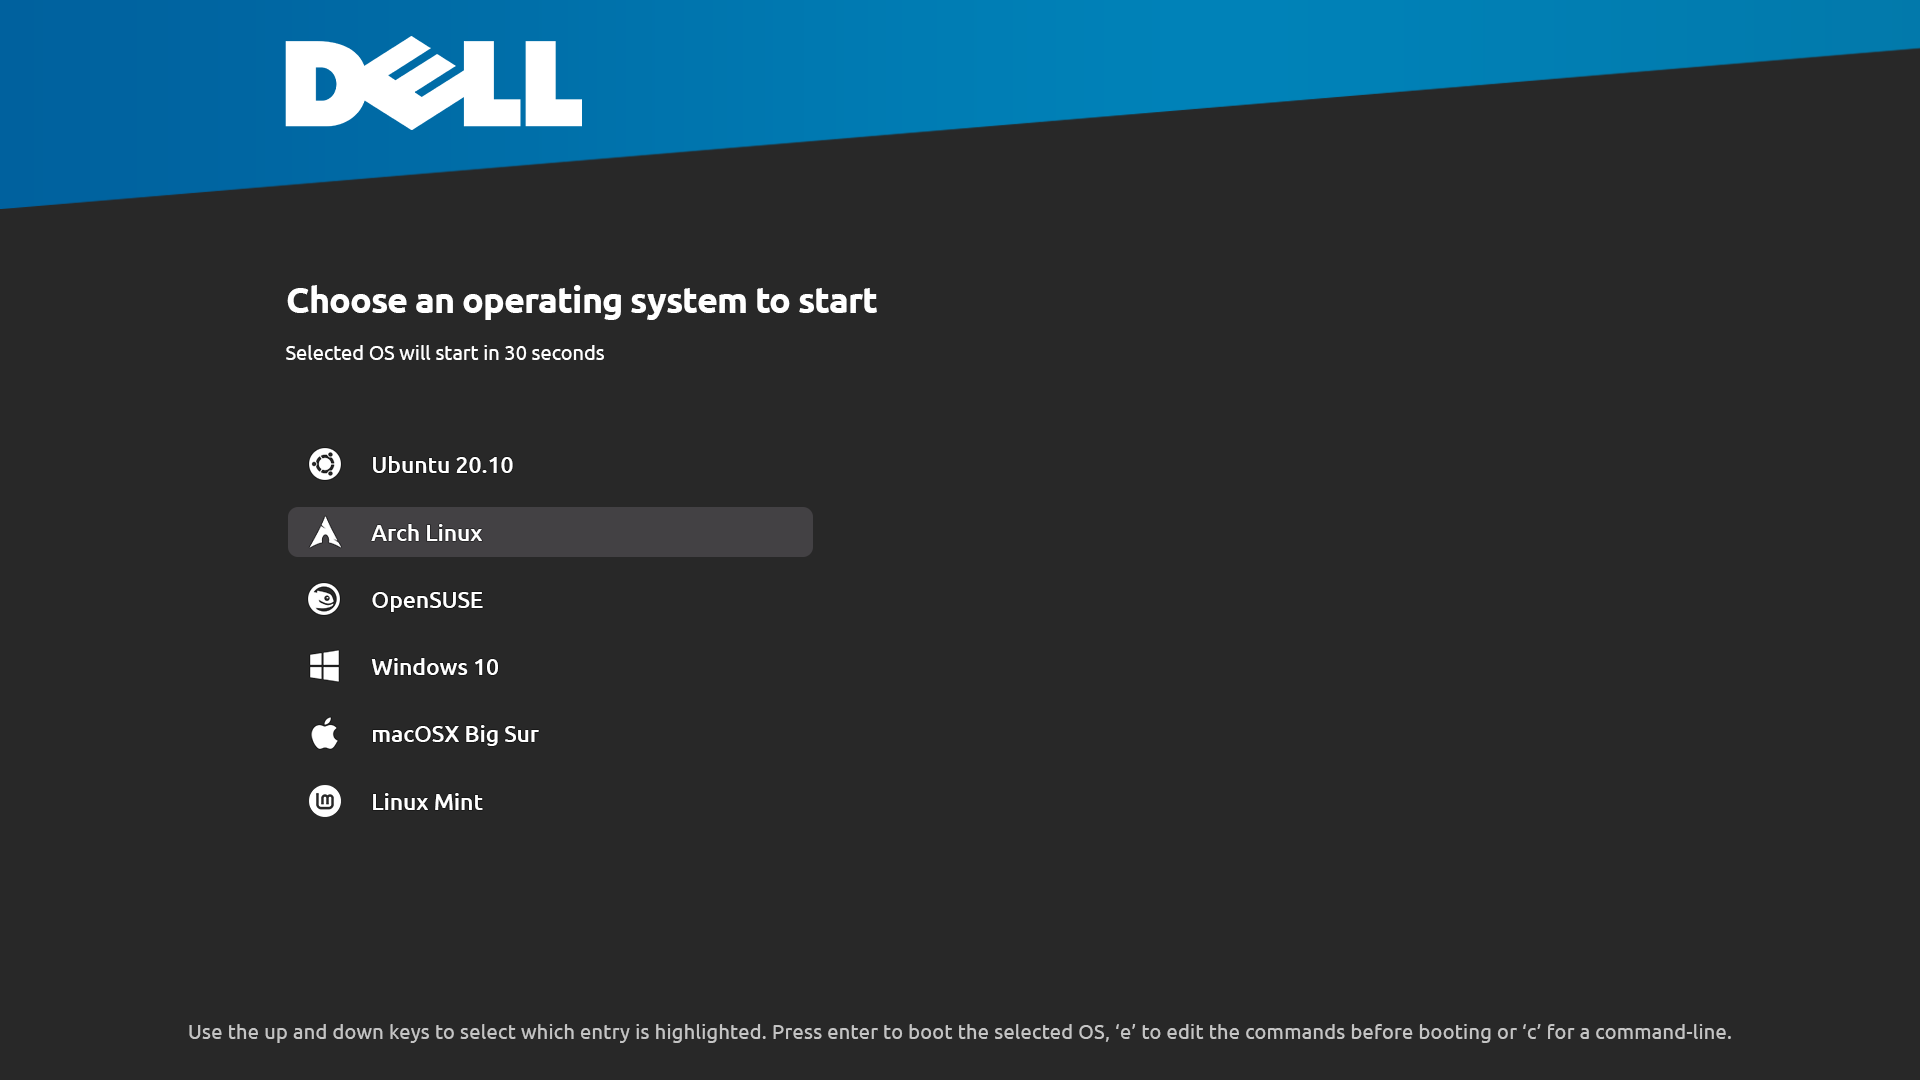 DELL
Choose an operating system to start
Selected OS will start in 30 seconds
Ubuntu 20.10
Arch Linux
OpenSUSE
Windows 10
macOSX Big Sur
Linux Mint
Use the up and down keys to select which entry is highlighted. Press enter to boot the selected OS, ‘e’ to edit the commands before booting or ‘c’ for a command-line.